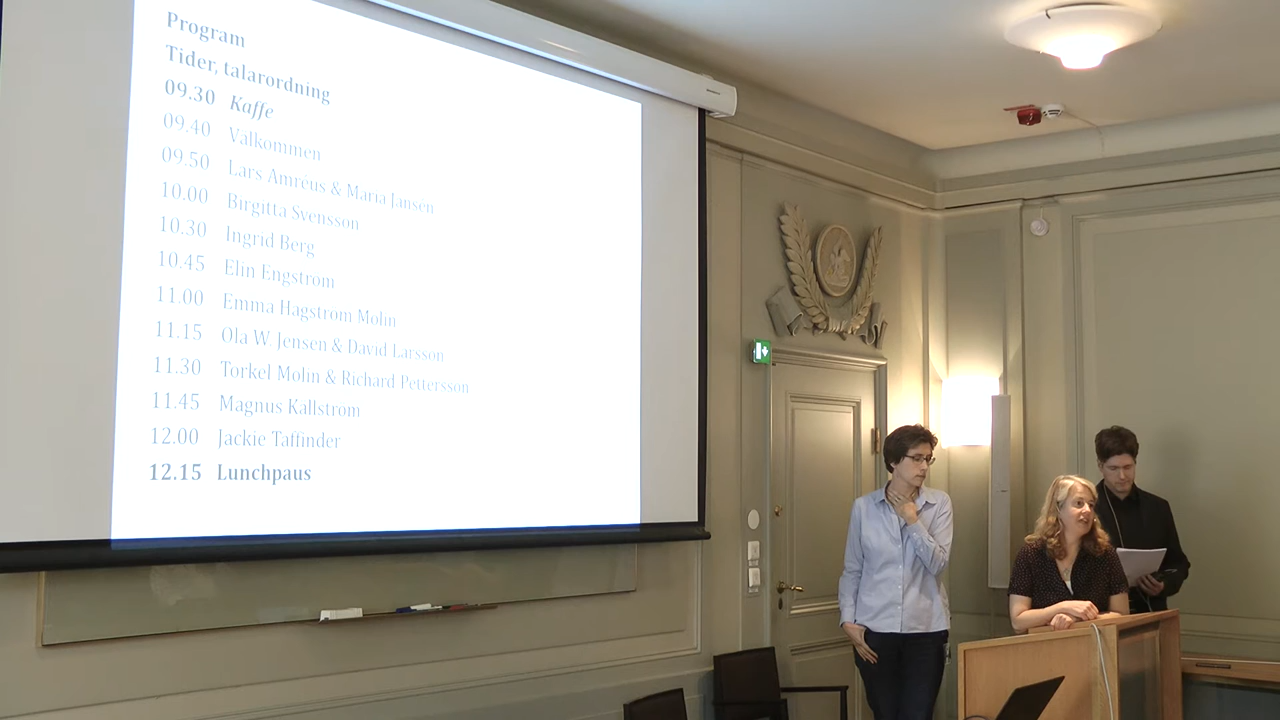 Program
Tider, talarordning
09.30 Kaffe
09.40 Välkommen
09.50 Lars Amréus & Maria Jansén
10.00 Birgitta Svensson
10.30 Ingrid Berg
10.45 Elin Engström
11.00 Emma Hagström Molin
11.15 Ola W. Jensen & David Larsson
11.30 Torkel Molin & Richard Pettersson
11.45 Magnus Källström
12.00 Jackie Taffinder
12.15 Lunchpaus